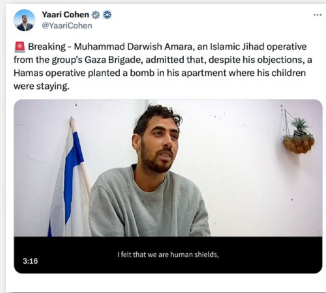 Yaari Cohen
@YaariCohen
Breaking - Muhammad Darwish Amara, an Islamic Jihad operative
from the group's Gaza Brigade, admitted that, despite his objections, a
Hamas operative planted a bomb in his apartment where his children
were staying.
I felt that we are human shields,
3:16